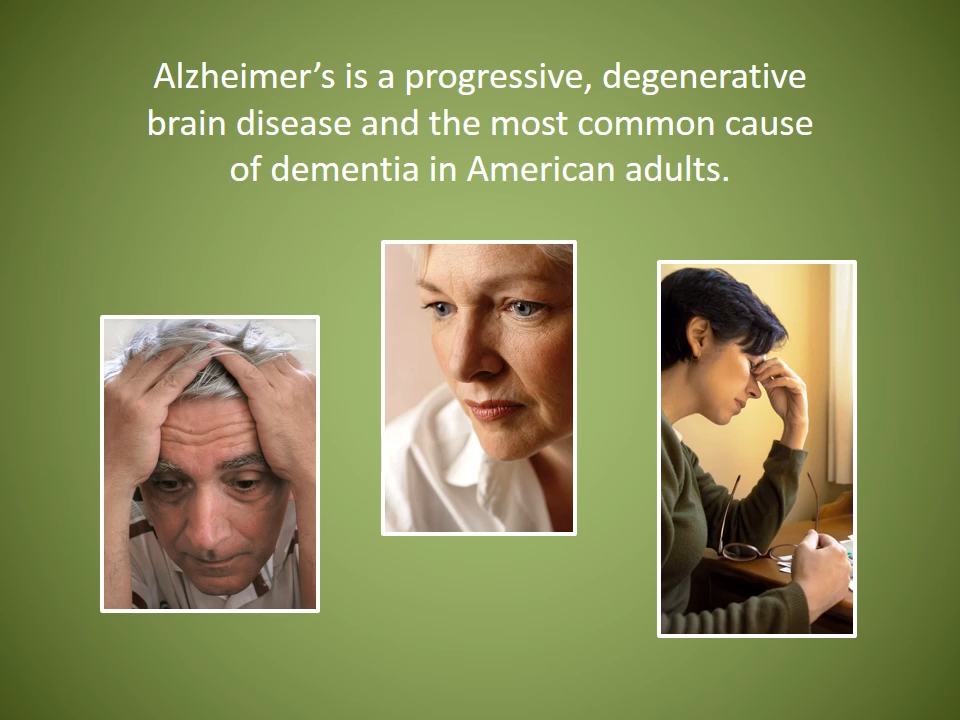 Alzheimer’s is a progressive, degenerative
brain disease and the most common cause
of dementia in American adults.